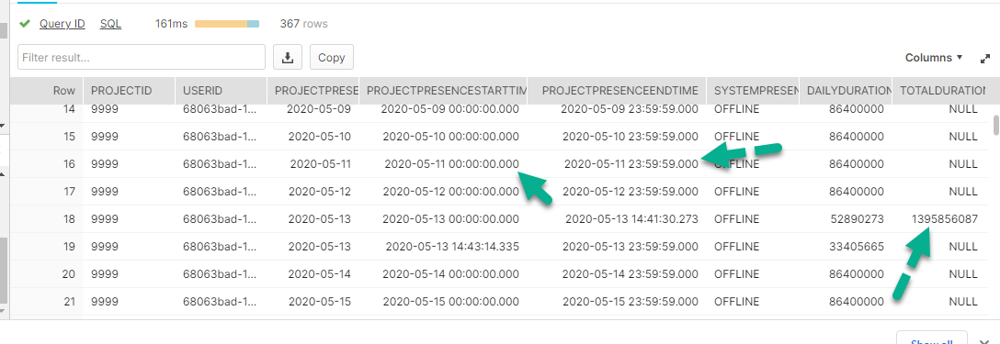 Query ID SQL 161ms 367 rows
Filter result... Copy Columns
Row PROJECTID USERID PROJECTPRESE PROJECTPRESENCESTARTTIM PROJECTPRESENCEENDTIME SYSTEMPRESEN DAILYDURATION TOTALDURATION
14 9999 68063bad-1... 2020-05-09 2020-05-09 00:00:00.000 2020-05-09 23:59:59.000 OFFLINE 86400000 NULL
15 9999 68063bad-1... 2020-05-10 2020-05-10 00:00:00.000 2020-05-10 23:59:59.000 OFFLINE 86400000 NULL
16 9999 68063bad-1... 2020-05-11 2020-05-11 00:00:00.000 2020-05-11 23:59:59.000 OFFLINE 86400000 NULL
17 9999 68063bad-1... 2020-05-12 2020-05-12 00:00:00.000 2020-05-12 23:59:59.000 OFFLINE 86400000 NULL
18 9999 68063bad-1... 2020-05-13 2020-05-13 00:00:00.000 2020-05-13 14:41:30.273 OFFLINE 52890273 1395856087
19 9999 68063bad-1... 2020-05-13 2020-05-13 14:43:14.335 2020-05-13 23:59:59.000 OFFLINE 33405665 NULL
20 9999 68063bad-1... 2020-05-14 2020-05-14 00:00:00.000 2020-05-14 23:59:59.000 OFFLINE 86400000 NULL
21 9999 68063bad-1... 2020-05-15 2020-05-15 00:00:00.000 2020-05-15 23:59:59.000 OFFLINE 86400000 NULL
Show all